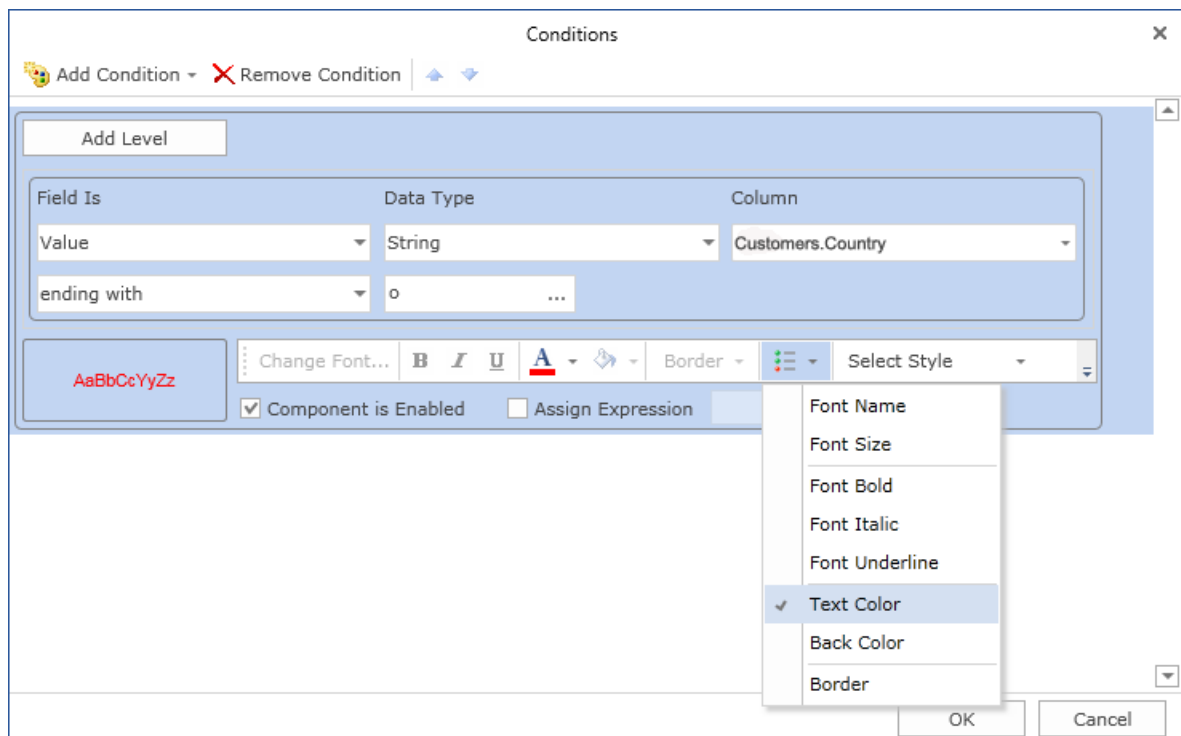 Conditions
Add Condition Remove Condition
Add Level
Field Is Data Type Column
Value String Customers.Country
ending with o ...
AaBbCcYyZz Change Font... B I U A Border Select Style
Component is Enabled Assign Expression
Font Name
Font Size
Font Bold
Font Italic
Font Underline
Text Color
Back Color
Border
OK Cancel